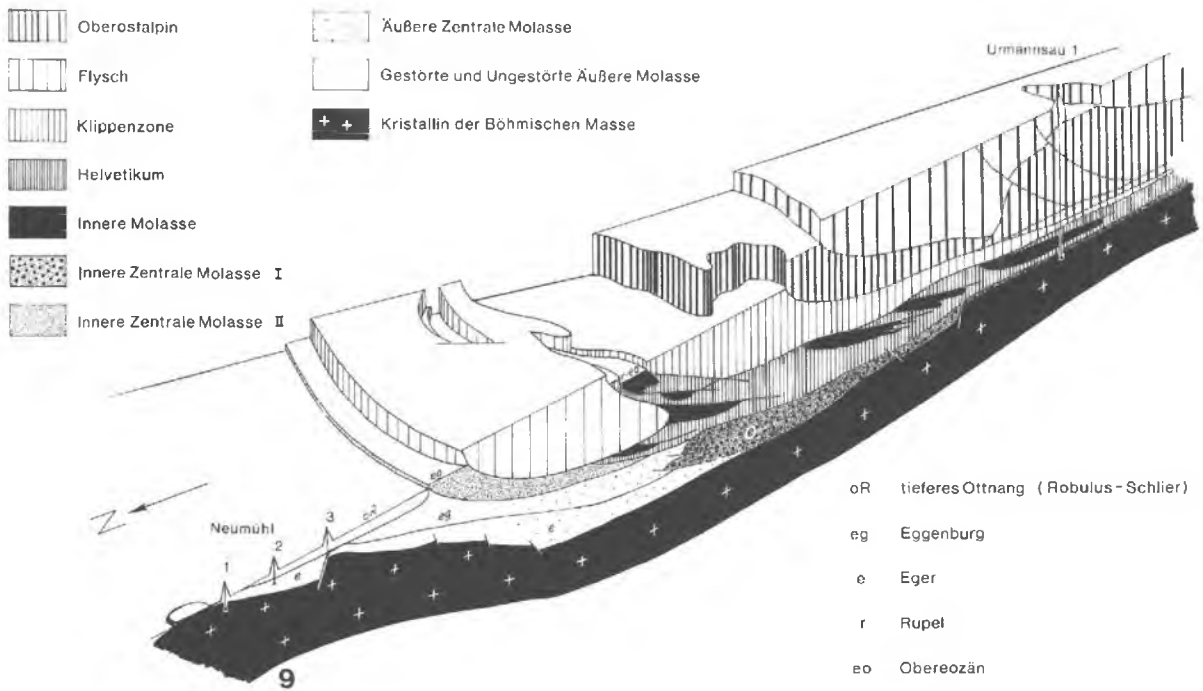 Oberostalpin
Flysch
Klippenzone
Helvetikum
Innere Molasse
Innere Zentrale Molasse I
Innere Zentrale Molasse II
Äußere Zentrale Molasse
Gestörte und Ungestörte Äußere Molasse
Kristallin der Böhmischen Masse
Urmannsau 1
N
Neumühl
1
2
3
oR
eg
e
e
oR tieferes Ottnang (Robulus-Schlier)
eg Eggenburg
e Eger
r Rupel
eo Obereozän
9